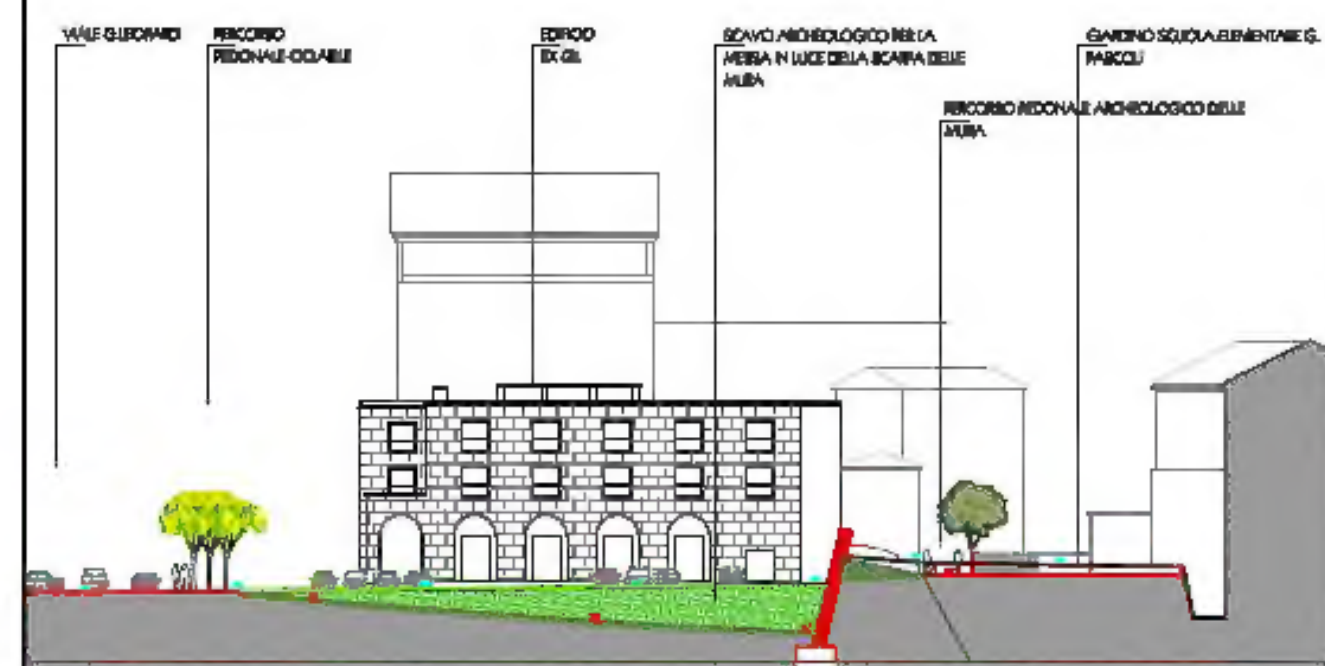 VIALE G.LEOPARDI
PERCORSO
PEDONALE-CICLABILE
EDIFICIO
EX GIL
SCAVO ARCHEOLOGICO PER LA
MESSA IN LUCE DELLA SCARPA DELLE
MURA
GIARDINO SCUOLA ELEMENTARE G.
PASCOLI
PERCORSO PEDONALE ARCHEOLOGICO DELLE
MURA